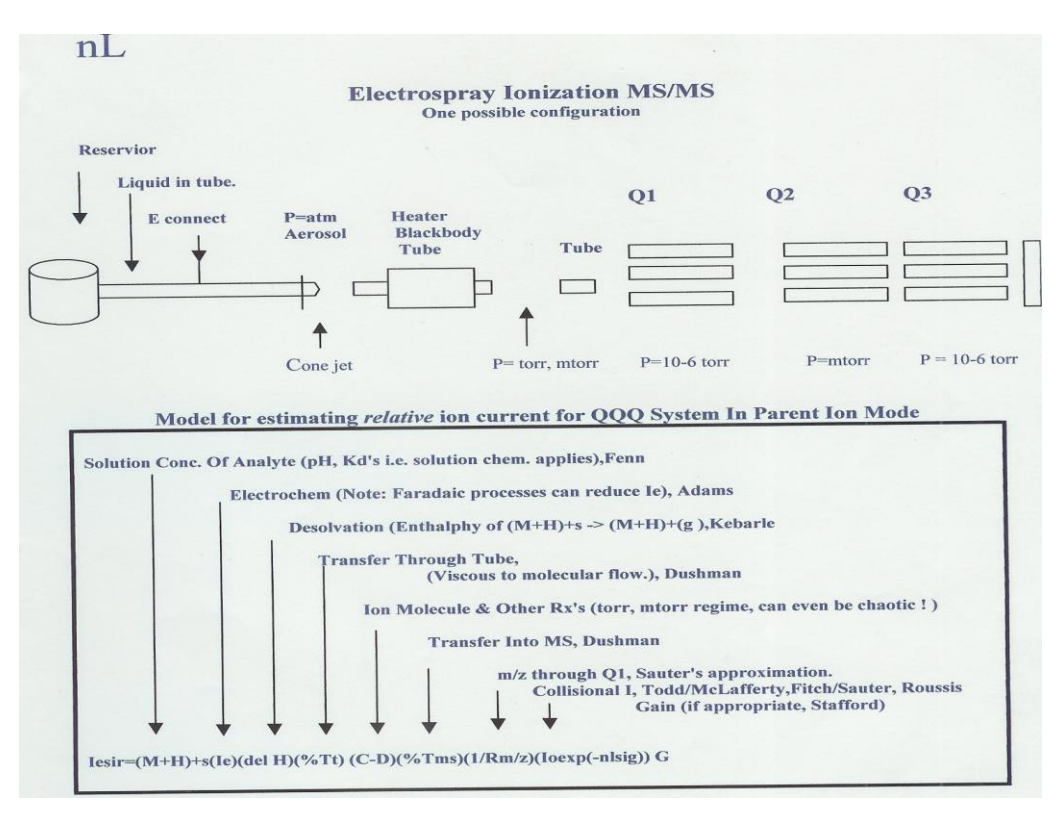 nL
Electrospray Ionization MS/MS
One possible configuration
Reservior
Liquid in tube.
E connect
P=atm
Aerosol
Heater
Blackbody
Tube
Tube
Q1
Q2
Q3
Cone jet
P= torr, mtorr
P=10-6 torr
P=mtorr
P = 10-6 torr
Model for estimating relative ion current for QQQ System In Parent Ion Mode
Solution Conc. Of Analyte (pH, Kd's i.e. solution chem. applies),Fenn
Electrochem (Note: Faradaic processes can reduce Ie), Adams
Desolvation (Enthalphy of (M+H)+s -> (M+H)+(g ),Kebarle
Transfer Through Tube,
(Viscous to molecular flow.), Dushman
Ion Molecule & Other Rx's (torr, mtorr regime, can even be chaotic ! )
Transfer Into MS, Dushman
m/z through Q1, Sauter's approximation.
Collisional I, Todd/McLafferty,Fitch/Sauter, Roussis
Gain (if appropriate, Stafford)
Iesir=(M+H)+s(Ie)(del H)(%Tt) (C-D)(%Tms)(1/Rm/z)(Ioexp(-nlsig)) G